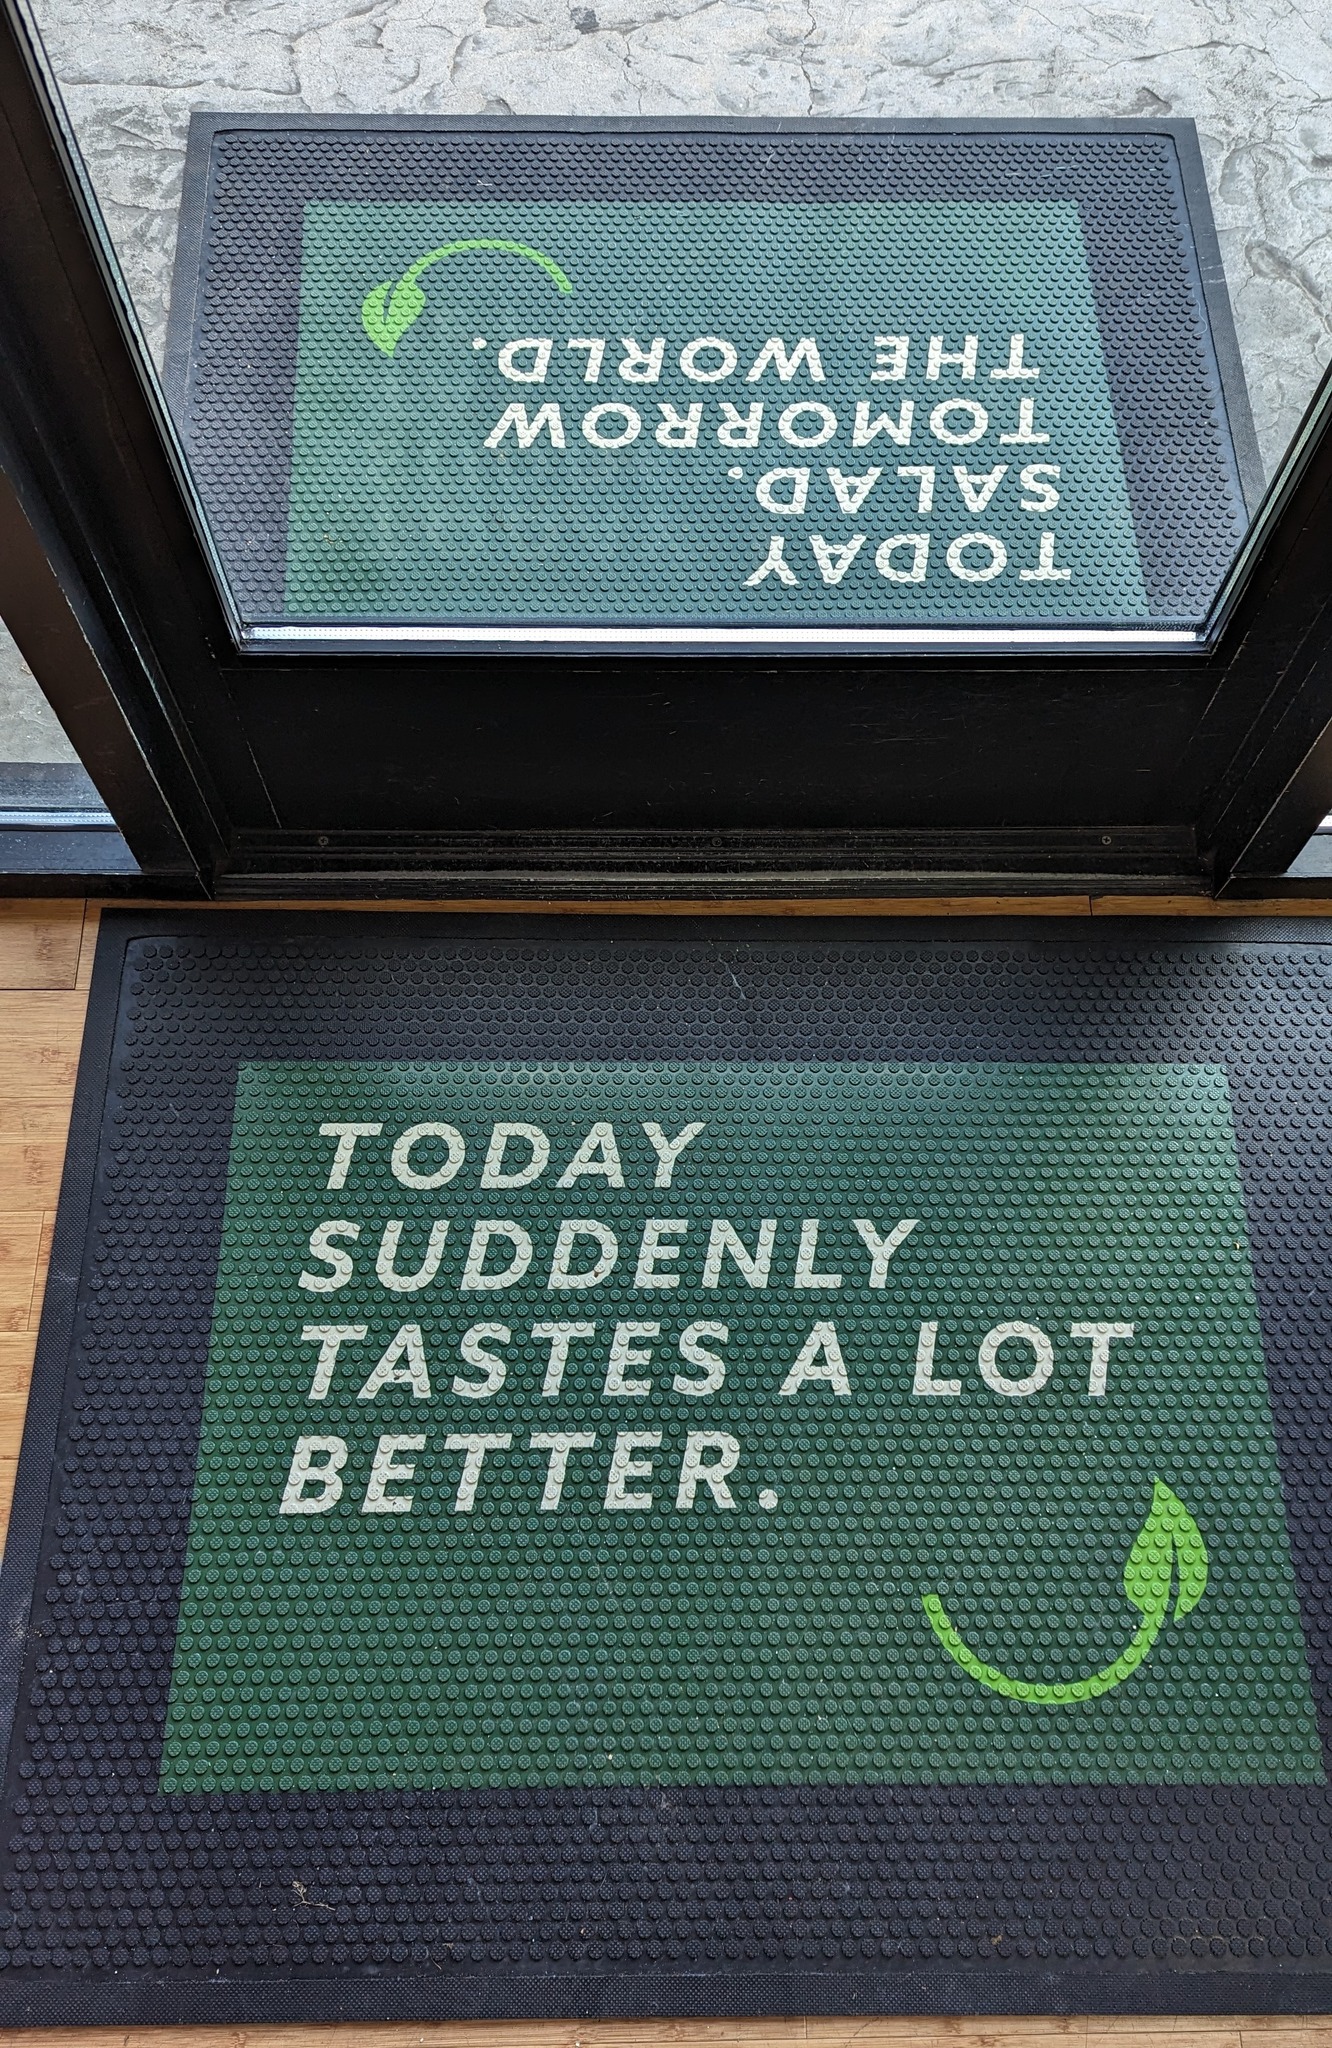 TODAY
SALAD.
TOMORROW
THE WORLD.
TODAY
SUDDENLY
TASTES A LOT
BETTER.